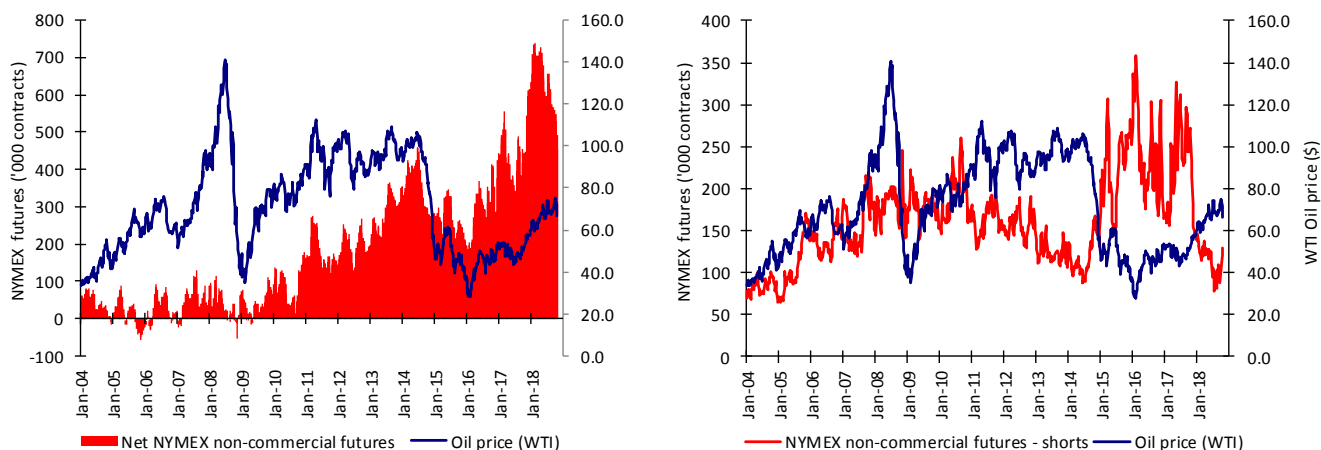 NYMEX futures ('000 contracts)
800
700
600
500
400
300
200
100
0
-100
160.0
140.0
120.0
100.0
80.0
60.0
40.0
20.0
0.0
Jan-04
Jan-05
Jan-06
Jan-07
Jan-08
Jan-09
Jan-10
Jan-11
Jan-12
Jan-13
Jan-14
Jan-15
Jan-16
Jan-17
Jan-18
Net NYMEX non-commercial futures
Oil price (WTI)
NYMEX futures ('000 contracts)
400
350
300
250
200
150
100
50
0
160.0
140.0
120.0
100.0
80.0
60.0
40.0
20.0
0.0
WTI Oil price ($)
Jan-04
Jan-05
Jan-06
Jan-07
Jan-08
Jan-09
Jan-10
Jan-11
Jan-12
Jan-13
Jan-14
Jan-15
Jan-16
Jan-17
Jan-18
NYMEX non-commercial futures - shorts
Oil price (WTI)